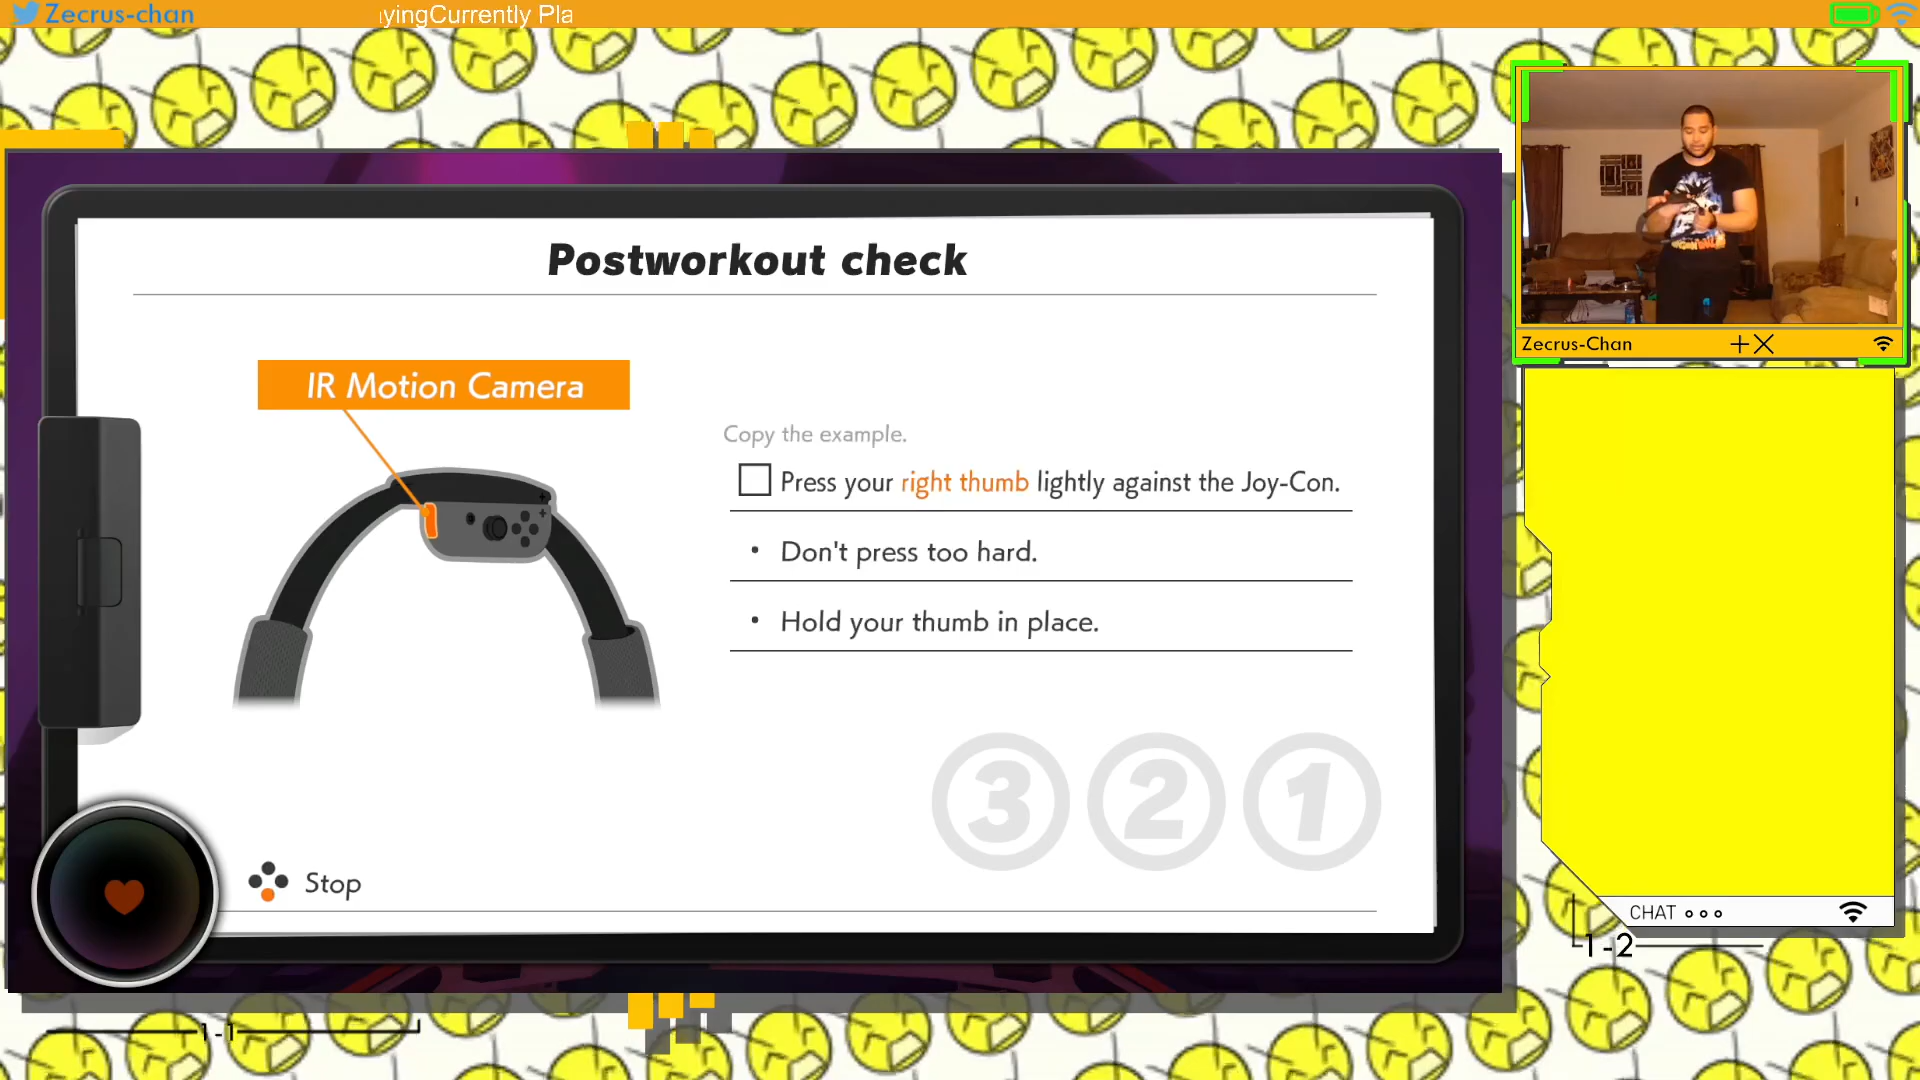 Zecrus-chan
yingCurrently Pla
Postworkout check
IR Motion Camera
Copy the example.
Press your right thumb lightly against the Joy-Con.
• Don't press too hard.
• Hold your thumb in place.
3 2 1
Stop
Zecrus-Chan
CHAT
1-2
1-1